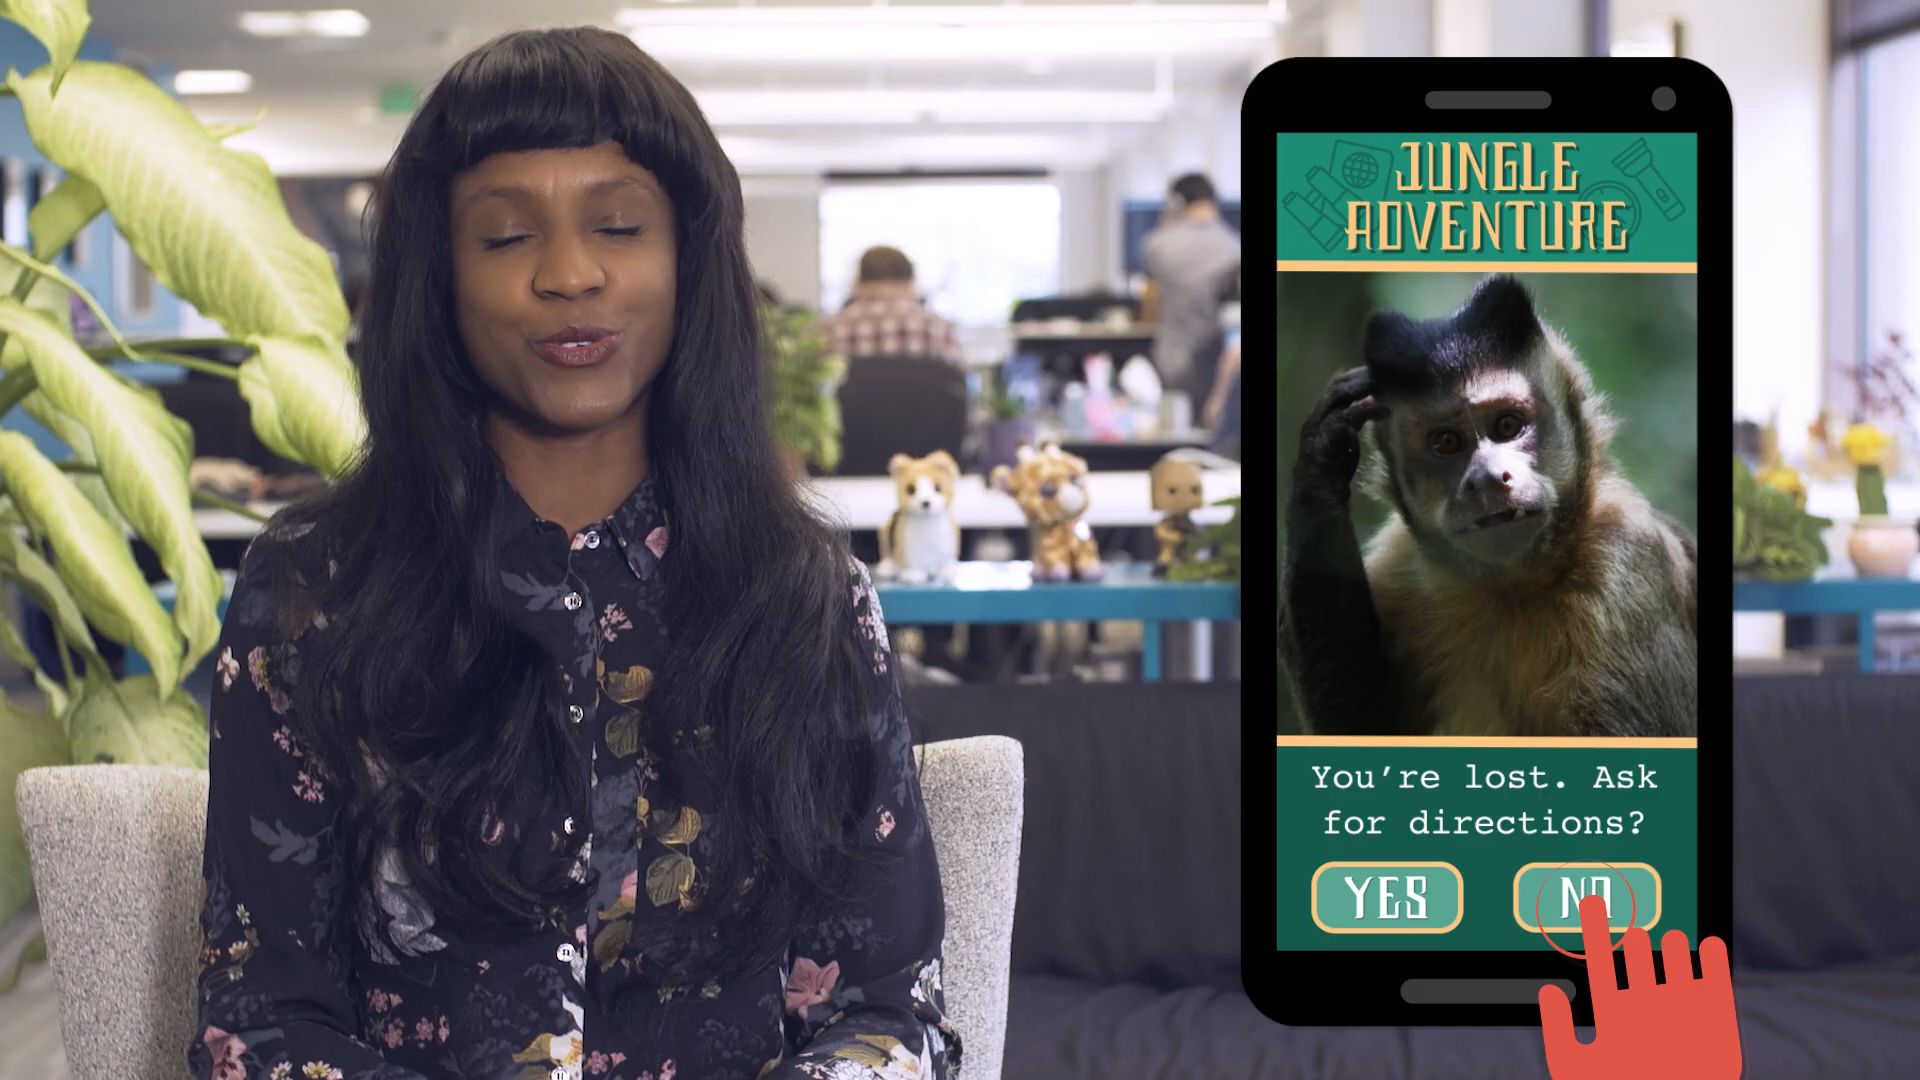 JUNGLE
ADVENTURE
You're lost. Ask
for directions?
YES
NO